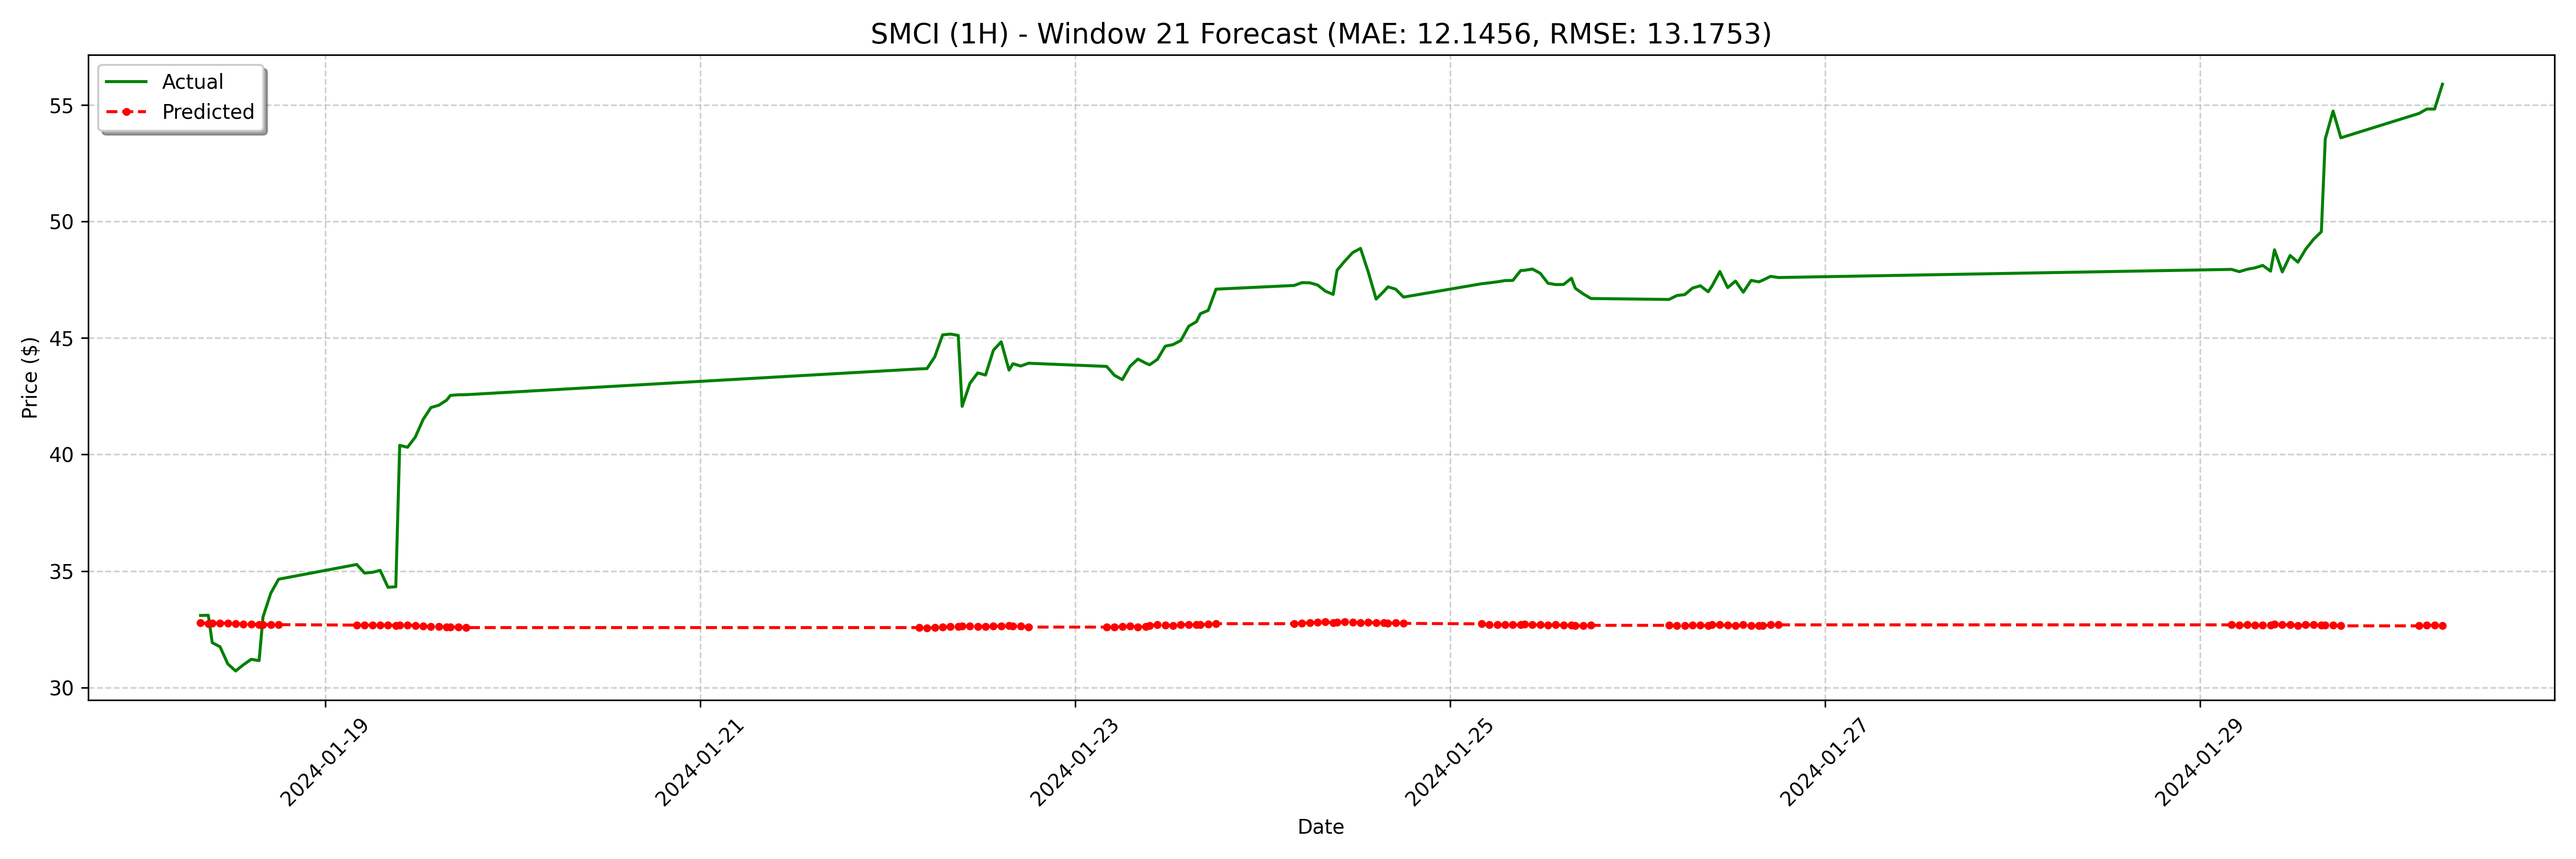 SMCI (1H) - Window 21 Forecast (MAE: 12.1456, RMSE: 13.1753)
Actual
Predicted
Price ($)
55
50
45
40
35
30
2024-01-19
2024-01-21
2024-01-23
2024-01-25
2024-01-27
2024-01-29
Date